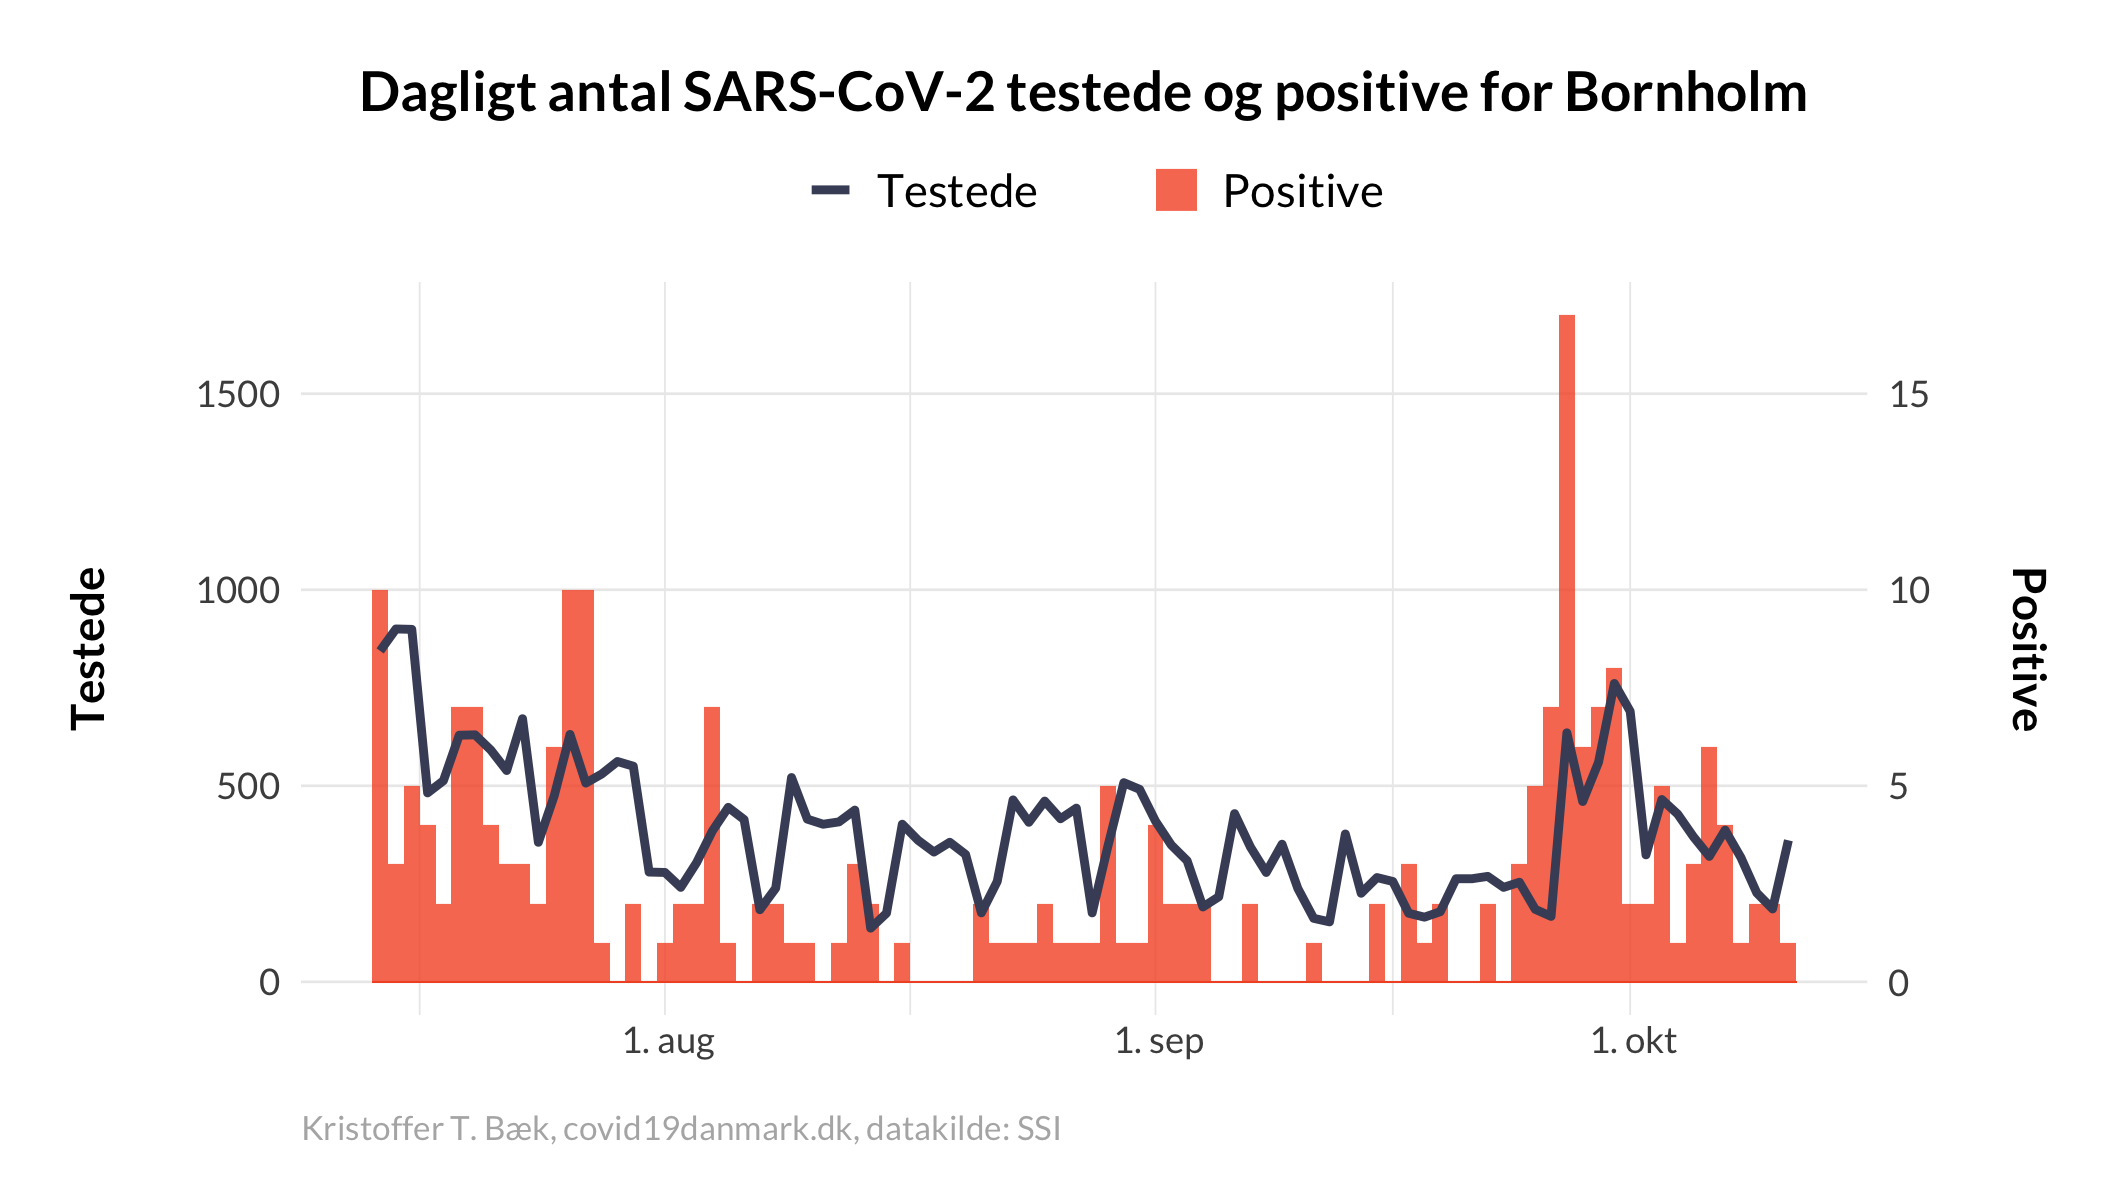 Dagligt antal SARS-CoV-2 testede og positive for Bornholm
Testede
Positive
1500
1000
500
0
15
10
5
0
Testede
Positive
1. aug
1. sep
1. okt
Kristoffer T. Bæk, covid19danmark.dk, datakilde: SSI